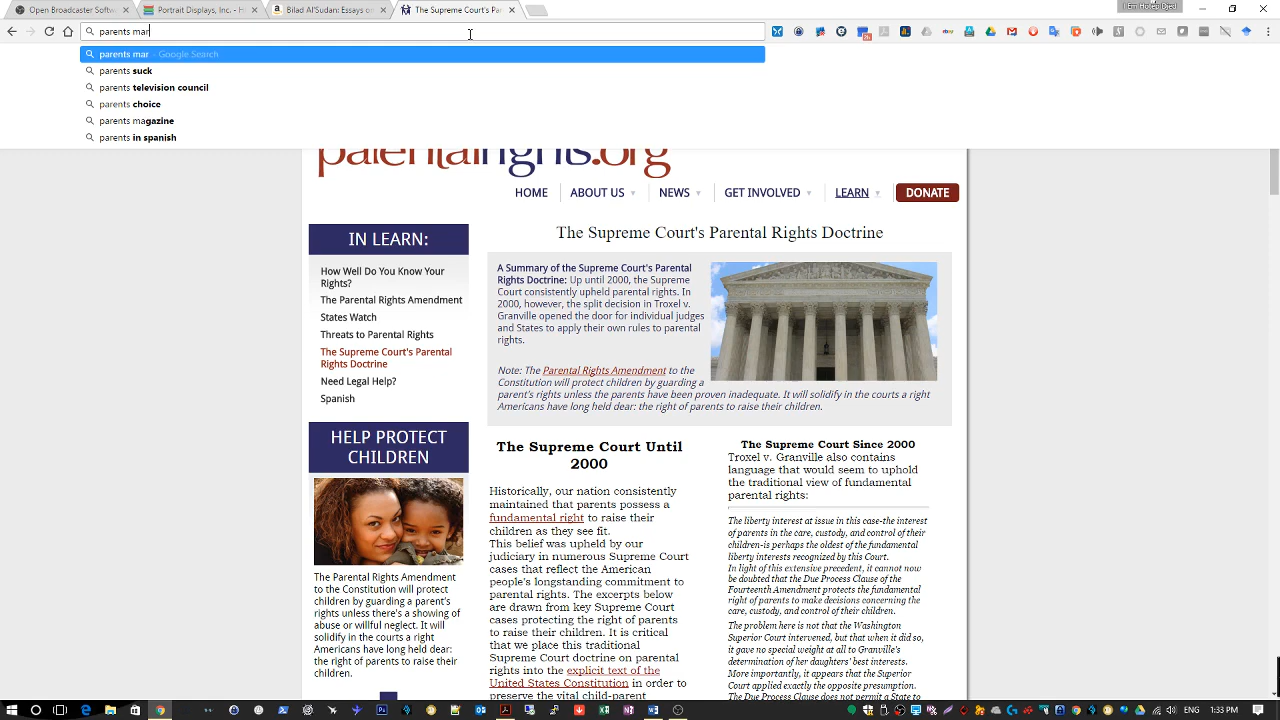 Open Broadcaster Softw
Portrait Displays, Inc. - H
Bilad Al'Sudan: Essays on
The Supreme Court's Par
parents mar
parents mar - Google Search
parents suck
parents television council
parents choice
parents magazine
parents in spanish
parentalrights.org
HOME
ABOUT US
NEWS
GET INVOLVED
LEARN
DONATE
IN LEARN:
How Well Do You Know Your
Rights?
The Parental Rights Amendment
States Watch
Threats to Parental Rights
The Supreme Court's Parental
Rights Doctrine
Need Legal Help?
Spanish
HELP PROTECT
CHILDREN
The Parental Rights Amendment
to the Constitution will protect
children by guarding a parent's
rights unless there's a showing of
abuse or willful neglect. It will
solidify in the courts a right
Americans have long held dear:
the right of parents to raise their
children.
The Supreme Court's Parental Rights Doctrine
A Summary of the Supreme Court's Parental
Rights Doctrine: Up until 2000, the Supreme
Court consistently upheld parental rights. In
2000, however, the split decision in Troxel v.
Granville opened the door for individual judges
and States to apply their own rules to parental
rights.
Note: The Parental Rights Amendment to the
Constitution will protect children by guarding a
parent's rights unless the parents have been proven inadequate. It will solidify in the courts a right
Americans have long held dear: the right of parents to raise their children.
The Supreme Court Until
2000
Historically, our nation consistently
maintained that parents possess a
fundamental right to raise their
children as they see fit.
This belief was upheld by our
judiciary in numerous Supreme Court
cases that reflect the American
people's longstanding commitment to
parental rights. The excerpts below
are drawn from key Supreme Court
cases protecting the right of parents
to raise their children. It is critical
that we place this traditional
Supreme Court doctrine on parental
rights into the explicit text of the
United States Constitution in order to
preserve the vital child-parent
The Supreme Court Since 2000
Troxel v. Granville also contains
language that would seem to uphold
the traditional view of fundamental
parental rights:
The liberty interest at issue in this case-the interest
of parents in the care, custody, and control of their
children-is perhaps the oldest of the fundamental
liberty interests recognized by this Court.
In light of this extensive precedent, it cannot now
be doubted that the Due Process Clause of the
Fourteenth Amendment protects the fundamental
right of parents to make decisions concerning the
care, custody, and control of their children.
The problem here is not that the Washington
Superior Court intervened, but that when it did so,
it gave no special weight at all to Granville's
determination of her daughters' best interests.
More importantly, it appears that the Superior
Court applied exactly the opposite presumption.
The Due Process Clause does not permit a State to
1:33 PM